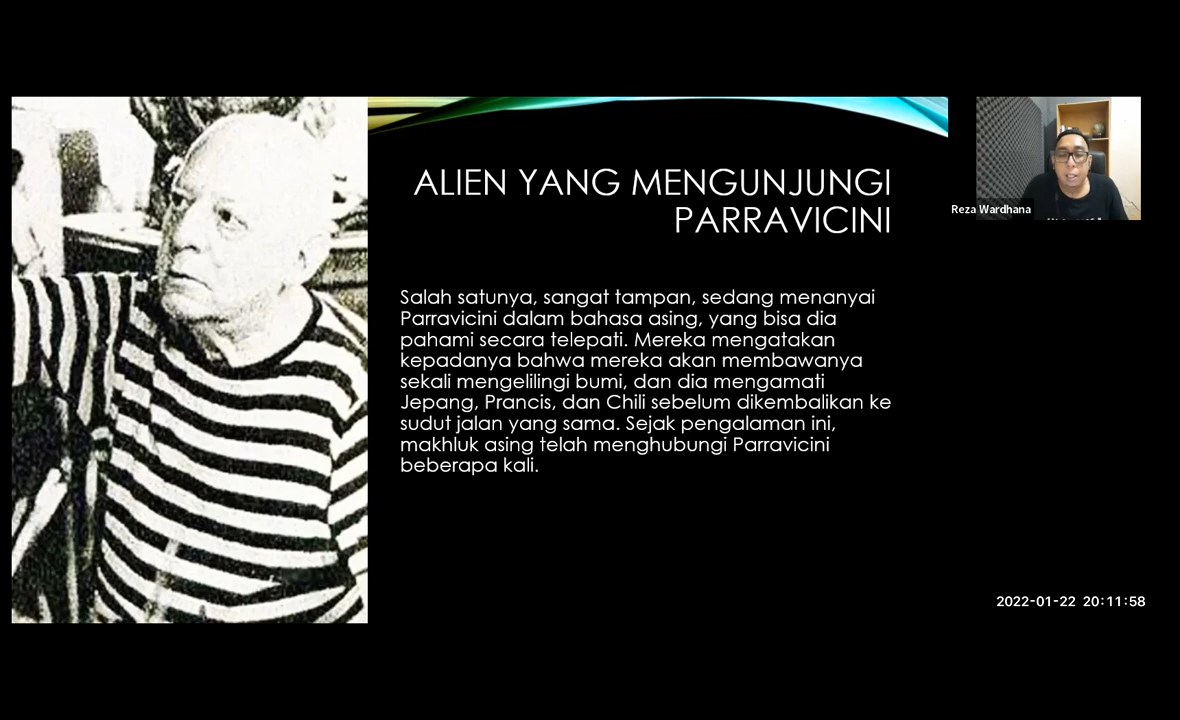 ALIEN YANG MENGUNJUNGI
PARRAVICINI
Reza Wardhana
Salah satunya, sangat tampan, sedang menanyai
Parravicini dalam bahasa asing, yang bisa dia
pahami secara telepati. Mereka mengatakan
kepadanya bahwa mereka akan membawanya
sekali mengelilingi bumi, dan dia mengamati
Jepang, Prancis, dan Chili sebelum dikembalikan ke
sudut jalan yang sama. Sejak pengalaman ini,
makhluk asing telah menghubungi Parravicini
beberapa kali.
2022-01-22 20:11:58